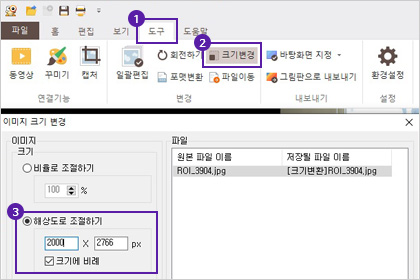 1
파일 홈 편집 보기 도구 도움말
2
동영상 꾸미기 캡처 일괄편집 회전하기 크기변경 바탕화면 지정 환경설정
포맷변환 파일이동 그림판으로 내보내기
연결기능 변경 내보내기 설정
이미지 크기 변경
이미지 파일
크기 원본 파일 이름 저장될 파일 이름
비율로 조절하기 ROI_3904.jpg [크기변환]ROI_3904.jpg
100 %
3
해상도로 조절하기
2000 X 2766 px
크기에 비례